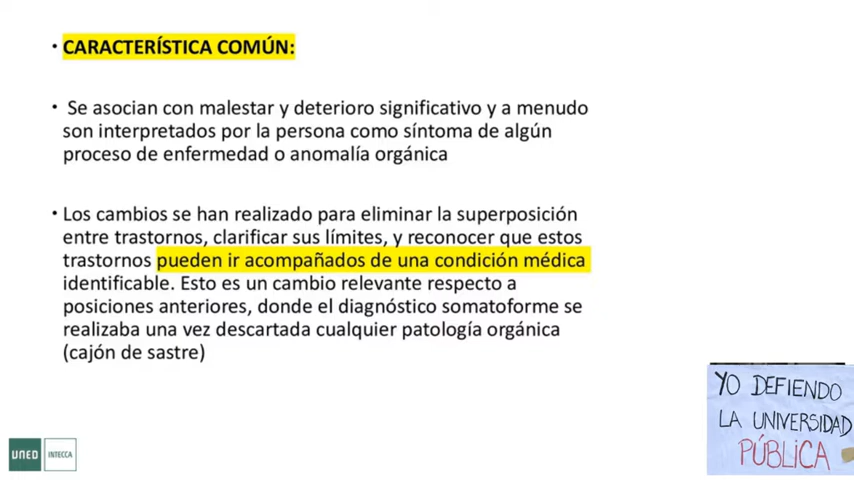 • CARACTERÍSTICA COMÚN:
• Se asocian con malestar y deterioro significativo y a menudo
son interpretados por la persona como síntoma de algún
proceso de enfermedad o anomalía orgánica
• Los cambios se han realizado para eliminar la superposición
entre trastornos, clarificar sus límites, y reconocer que estos
trastornos pueden ir acompañados de una condición médica
identificable. Esto es un cambio relevante respecto a
posiciones anteriores, donde el diagnóstico somatoforme se
realizaba una vez descartada cualquier patología orgánica
(cajón de sastre)
YO DEFIENDO
LA UNIVERSIDAD
PÚBLICA
UNED INTECCA